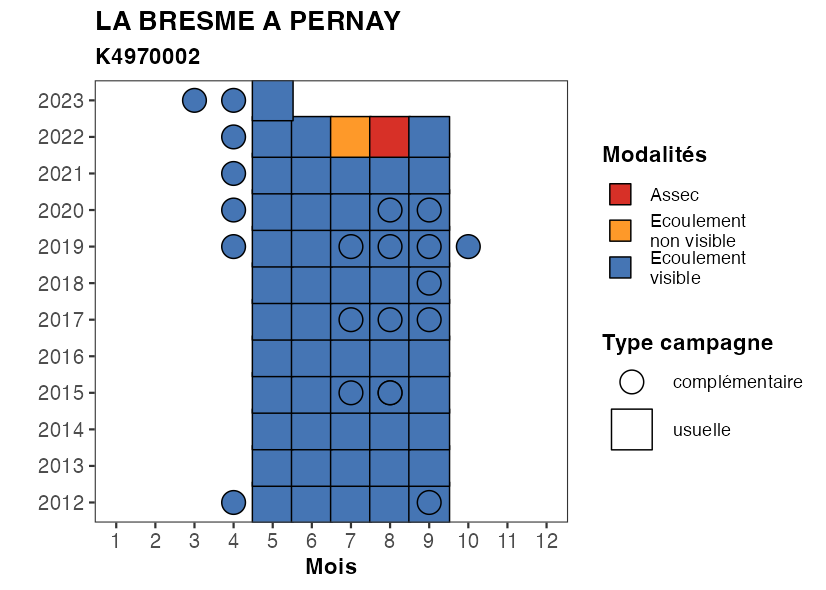 LA BRESME A PERNAY
K4970002
2023
2022
2021
2020
2019
2018
2017
2016
2015
2014
2013
2012
1 2 3 4 5 6 7 8 9 10 11 12
Mois
Modalités
Assec
Ecoulement
non visible
Ecoulement
visible
Type campagne
complémentaire
usuelle